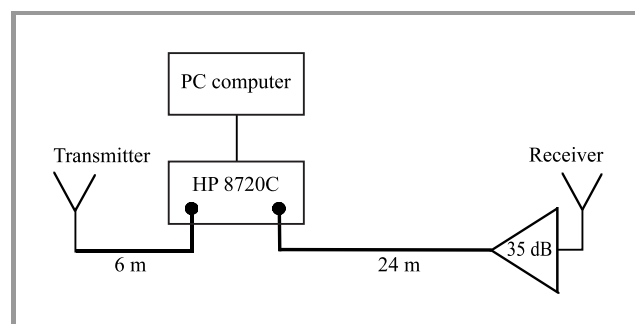 PC computer
Transmitter
Receiver
HP 8720C
35 dB
6 m
24 m